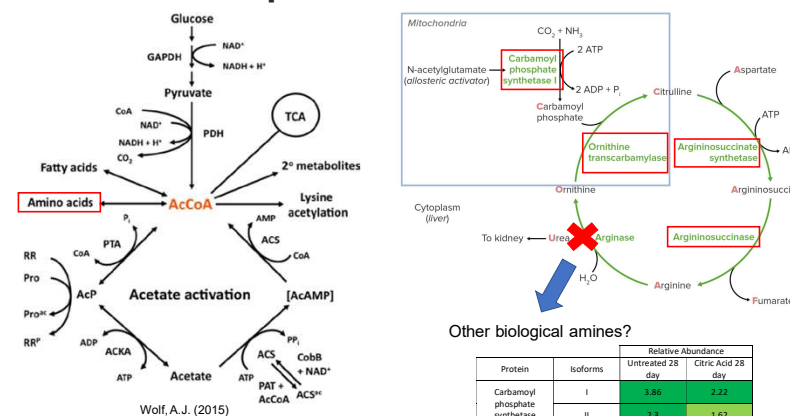 Glucose
NAD⁺
GAPDH
NADH + H⁺
Pyruvate
CoA
NAD⁺
PDH
NADH + H⁺
CO₂
TCA
Fatty acids
2° metabolites
Amino acids
AcCoA
Lysine
acetylation
Pᵢ
AMP
PTA
ACS
CoA
CoA
RR
Pro
AcP
Acetate activation
[AcAMP]
Proᵃᶜ
RRᴾ
ADP
ACKA
ATP
Acetate
ATP
ACS
PPᵢ
CobB
+ NAD⁺
PAT +
AcCoA
ACSᵃᶜ
Wolf, A.J. (2015)
Mitochondria
CO₂ + NH₃
2 ATP
N-acetylglutamate
(allosteric activator)
Carbamoyl
phosphate
synthetase I
2 ADP + Pᵢ
Carbamoyl
phosphate
Citrulline
Aspartate
ATP
Ornithine
transcarbamylase
Argininosuccinate
synthetase
Ornithine
Cytoplasm
(liver)
To kidney
Urea
Arginase
Argininosuccinase
H₂O
Arginine
Fumarate
Other biological amines?
Relative Abundance
Protein
Isoforms
Untreated 28
day
Citric Acid 28
day
Carbamoyl
phosphate
synthetase
I
3.86
2.22
II
2.3
1.62